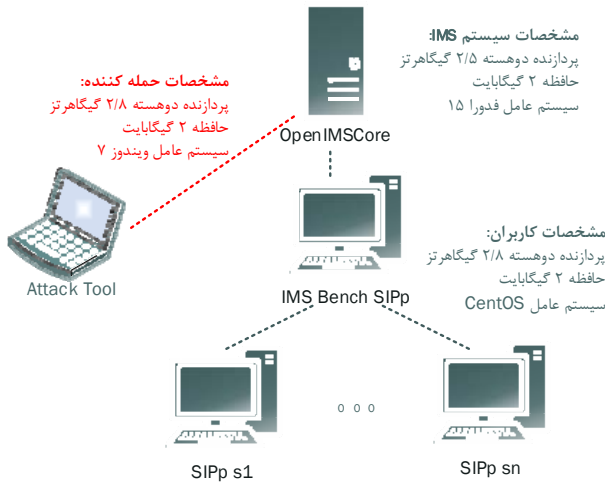 مشخصات سیستم IMS:
پردازنده دوهسته ۲/۵ گیگاهرتز
حافظه ۲ گیگابایت
سیستم عامل فدورا ۱۵
مشخصات حمله کننده:
پردازنده دوهسته ۲/۸ گیگاهرتز
حافظه ۲ گیگابایت
سیستم عامل ویندوز ۷
OpenIMSCore
Attack Tool
مشخصات کاربران:
پردازنده دوهسته ۲/۸ گیگاهرتز
حافظه ۲ گیگابایت
سیستم عامل CentOS
IMS Bench SIPp
o o o
SIPp s1
SIPp sn